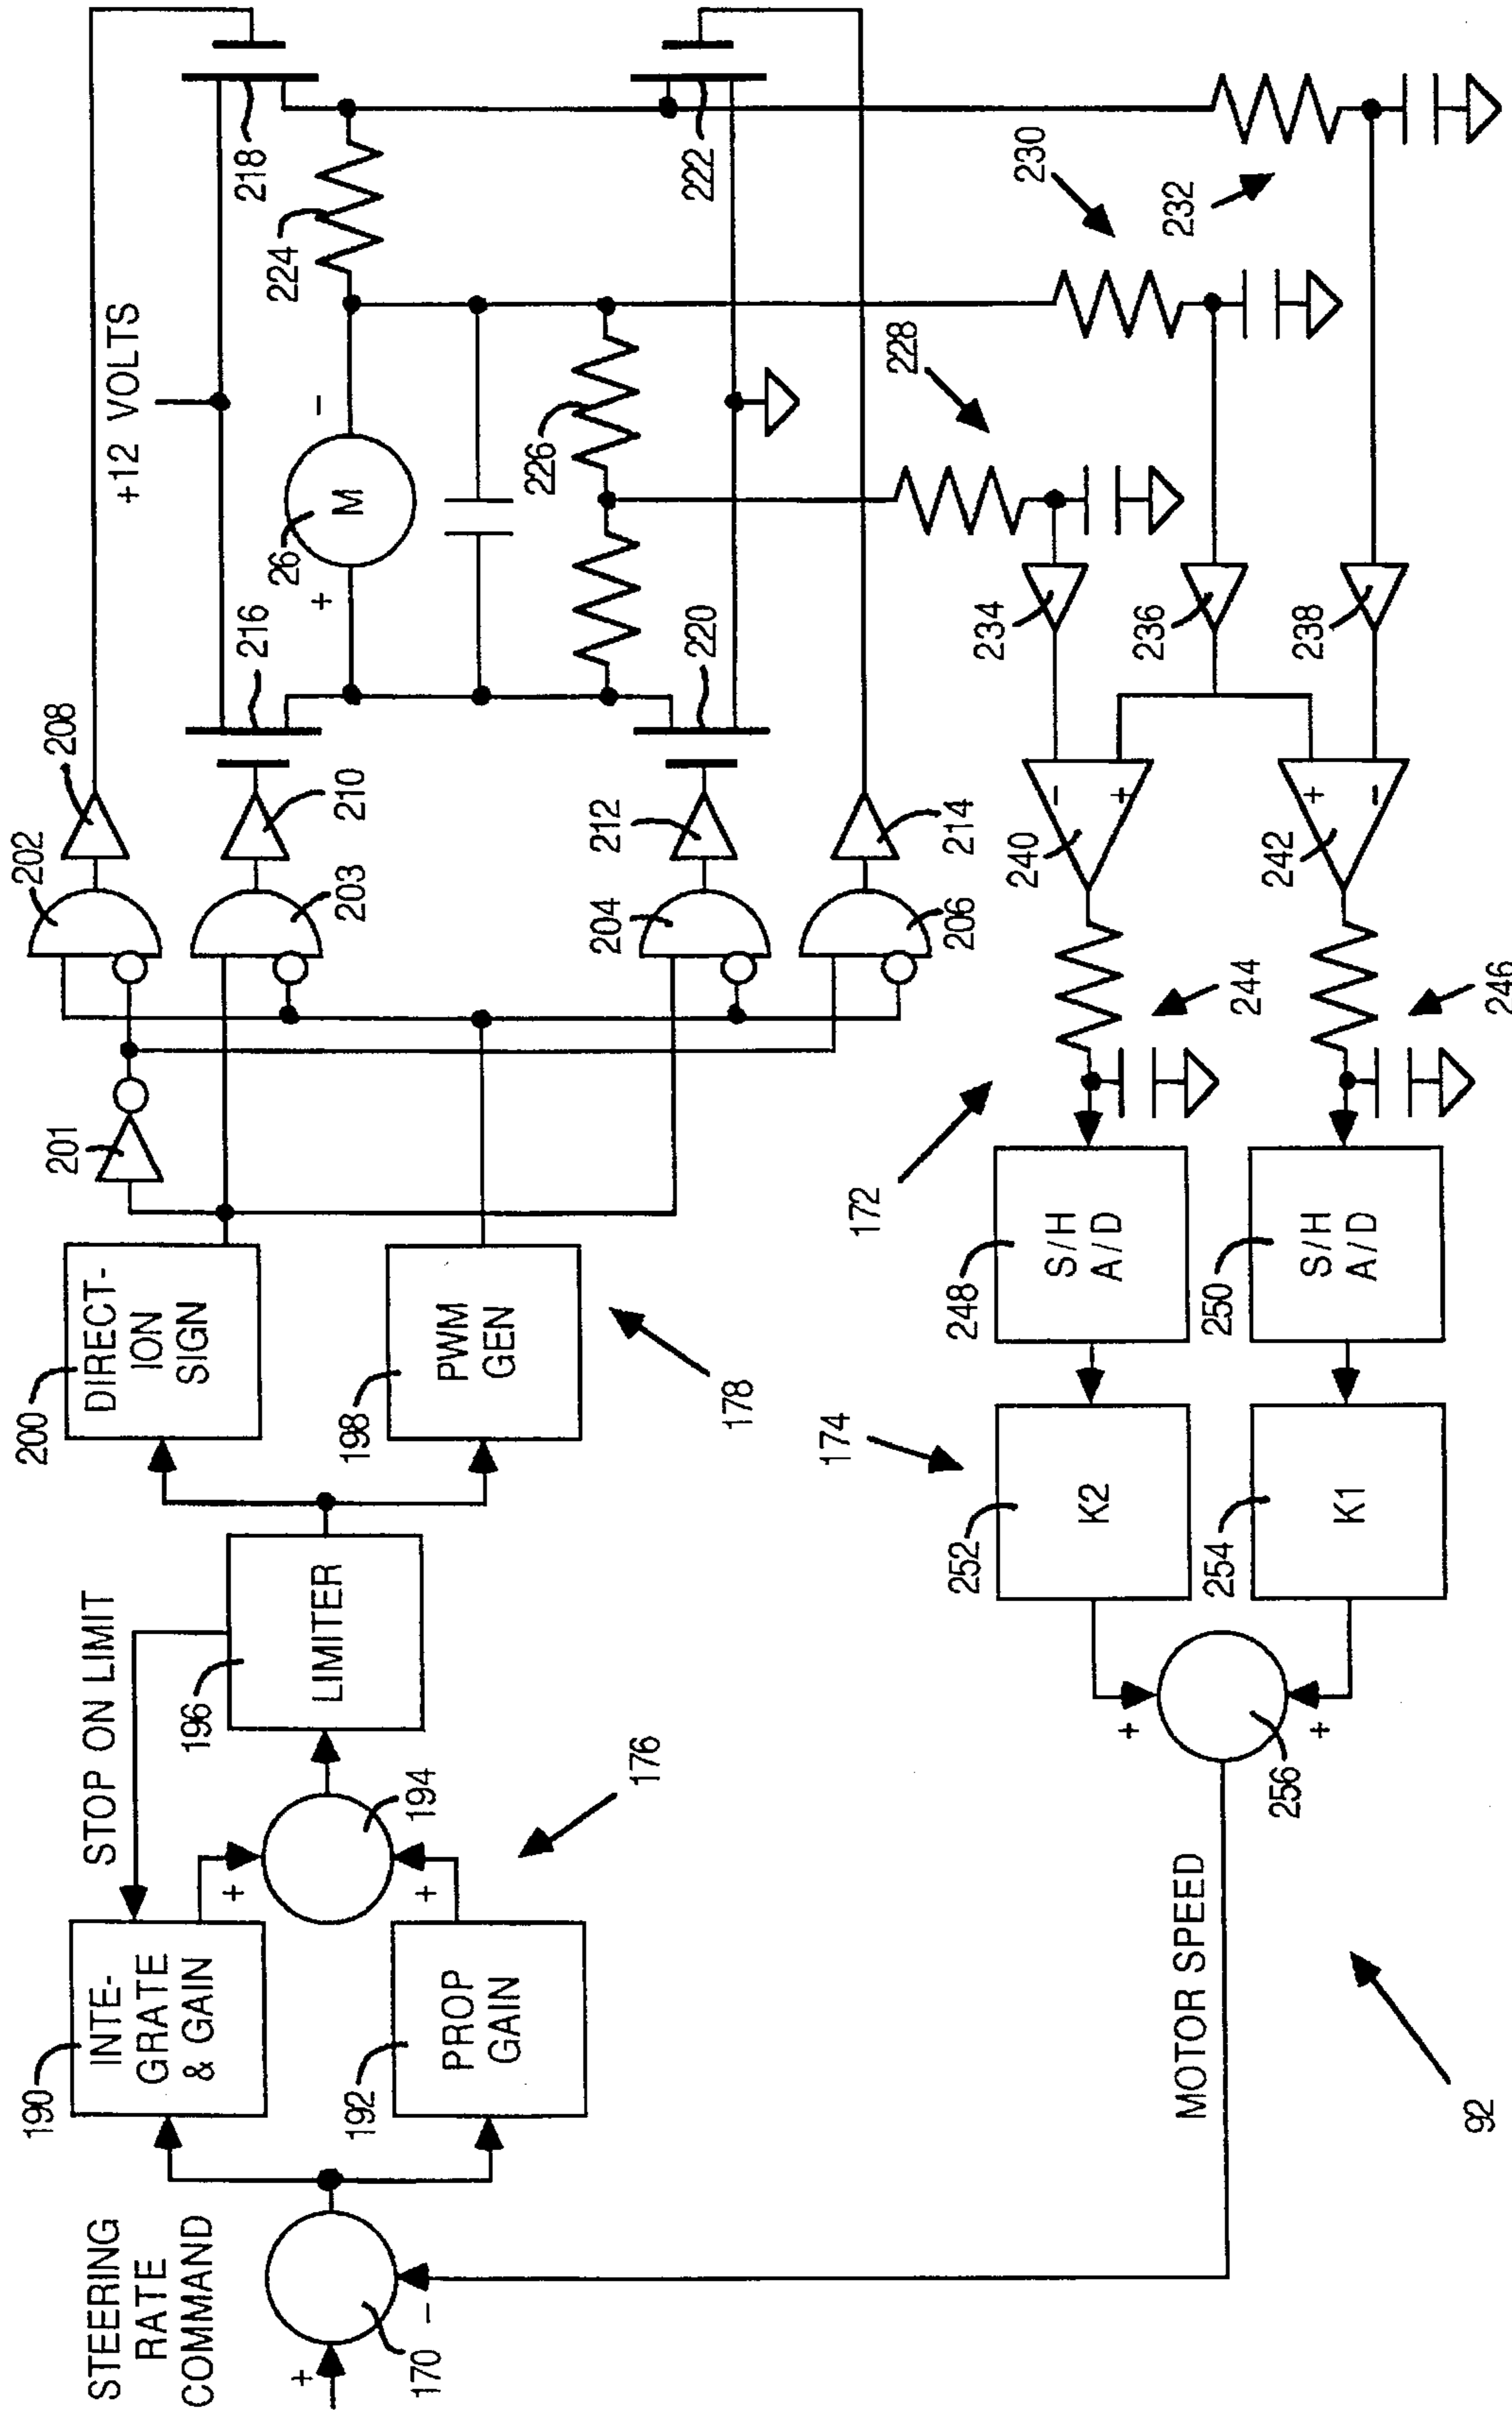 STEERING
RATE
COMMAND
+
-
170
190
INTE-
GRATE
& GAIN
192
PROP
GAIN
+
+
194
176
STOP ON LIMIT
196
LIMITER
200
DIRECT-
ION
SIGN
198
PWM
GEN
178
201
202
203
204
206
208
210
212
214
+12 VOLTS
216
218
220
222
26
M
+
-
224
226
228
230
232
234
236
238
240
-
+
242
+
-
244
246
172
248
S/H
A/D
250
S/H
A/D
174
252
K2
254
K1
+
+
256
MOTOR SPEED
92